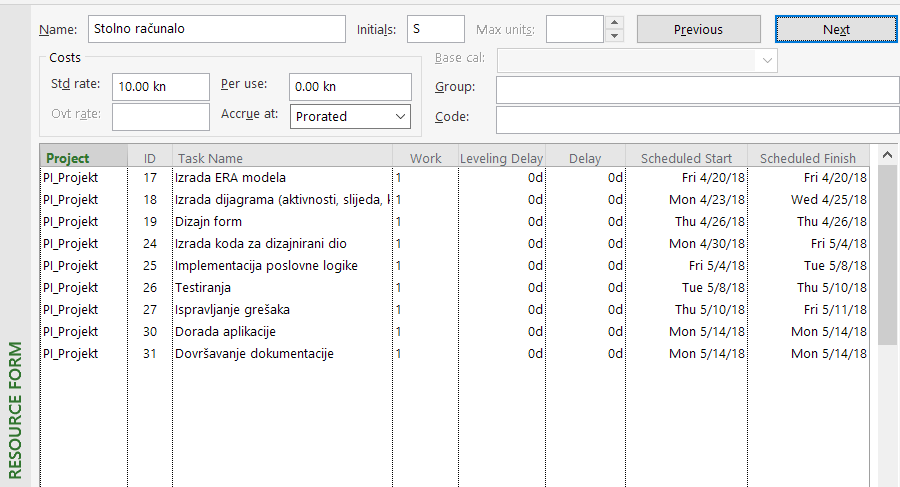 Name: Stolno računalo Initials: S Max units: Previous Next
Costs
Std rate: 10.00 kn Per use: 0.00 kn
Ovt rate: Accrue at: Prorated
Base cal:
Group:
Code:
Project ID Task Name Work Leveling Delay Delay Scheduled Start Scheduled Finish
PI_Projekt 17 Izrada ERA modela 1 0d 0d Fri 4/20/18 Fri 4/20/18
PI_Projekt 18 Izrada dijagrama (aktivnosti, slijeda, 1 0d 0d Mon 4/23/18 Wed 4/25/18
PI_Projekt 19 Dizajn form 1 0d 0d Thu 4/26/18 Thu 4/26/18
PI_Projekt 24 Izrada koda za dizajnirani dio 1 0d 0d Mon 4/30/18 Fri 5/4/18
PI_Projekt 25 Implementacija poslovne logike 1 0d 0d Fri 5/4/18 Tue 5/8/18
PI_Projekt 26 Testiranja 1 0d 0d Tue 5/8/18 Thu 5/10/18
PI_Projekt 27 Ispravljanje grešaka 1 0d 0d Thu 5/10/18 Fri 5/11/18
PI_Projekt 30 Dorada aplikacije 1 0d 0d Mon 5/14/18 Mon 5/14/18
PI_Projekt 31 Dovršavanje dokumentacije 1 0d 0d Mon 5/14/18 Mon 5/14/18
RESOURCE FORM